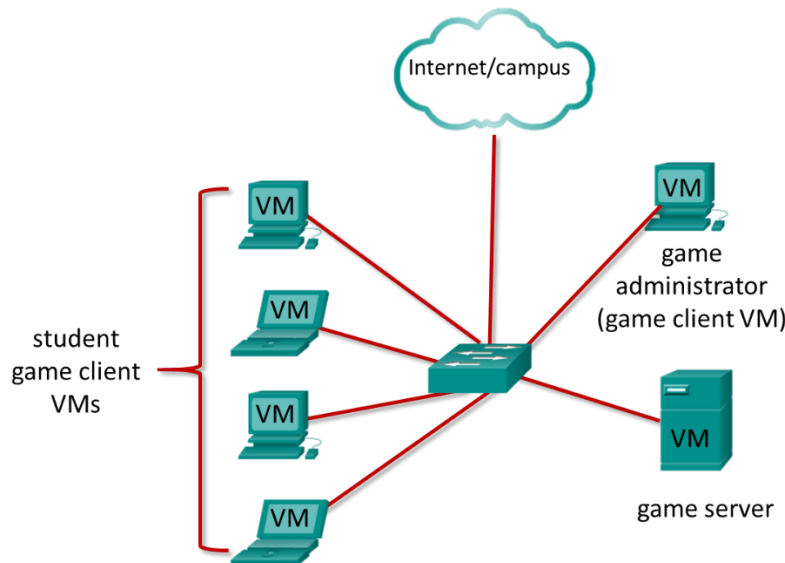 Internet/campus
VM
VM
game
administrator
(game client VM)
VM
student
game client
VMs
VM
VM
VM
game server